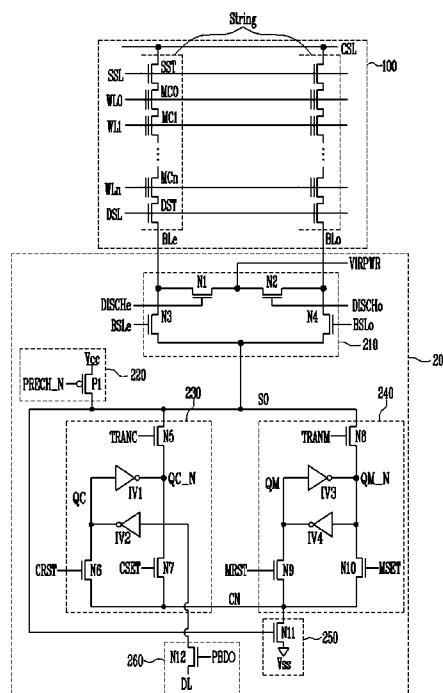 String
CSL
100
SSL SST
WL0 MC0
WL1 MC1
WLn MCn
DSL DST
BLe BLo
VIRPWR
N1 N2
DISCHe DISCHo
N3 N4
BSLe BSLo
210
20
Vcc
220
PRECH_N P1
SO
230 240
TRANC N5 TRANM N8
QC IV1 QC_N QM IV3 QM_N
IV2 IV4
CRST N6 CSET N7 MRST N9 N10 MSET
CN
N11
250
Vss
260 N12 PBDO
DL